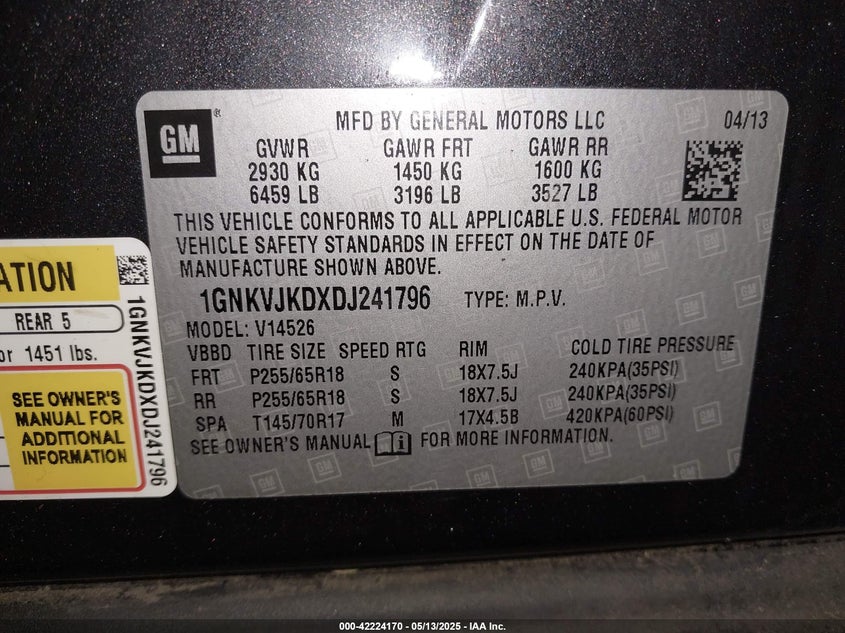 GM
®
MFD BY GENERAL MOTORS LLC 04/13
GVWR GAWR FRT GAWR RR
2930 KG 1450 KG 1600 KG
6459 LB 3196 LB 3527 LB
THIS VEHICLE CONFORMS TO ALL APPLICABLE U.S. FEDERAL MOTOR
VEHICLE SAFETY STANDARDS IN EFFECT ON THE DATE OF
MANUFACTURE SHOWN ABOVE.
1GNKVJKDXDJ241796 TYPE: M.P.V.
MODEL: V14526
VBBD TIRE SIZE SPEED RTG RIM COLD TIRE PRESSURE
FRT P255/65R18 S 18X7.5J 240KPA(35PSI)
RR P255/65R18 S 18X7.5J 240KPA(35PSI)
SPA T145/70R17 M 17X4.5B 420KPA(60PSI)
SEE OWNER'S MANUAL FOR MORE INFORMATION.
ATION
REAR 5
or 1451 lbs.
SEE OWNER'S
MANUAL FOR
ADDITIONAL
INFORMATION
1GNKVJKDXDJ241796
000-42224170 - 05/13/2025 - IAA Inc.